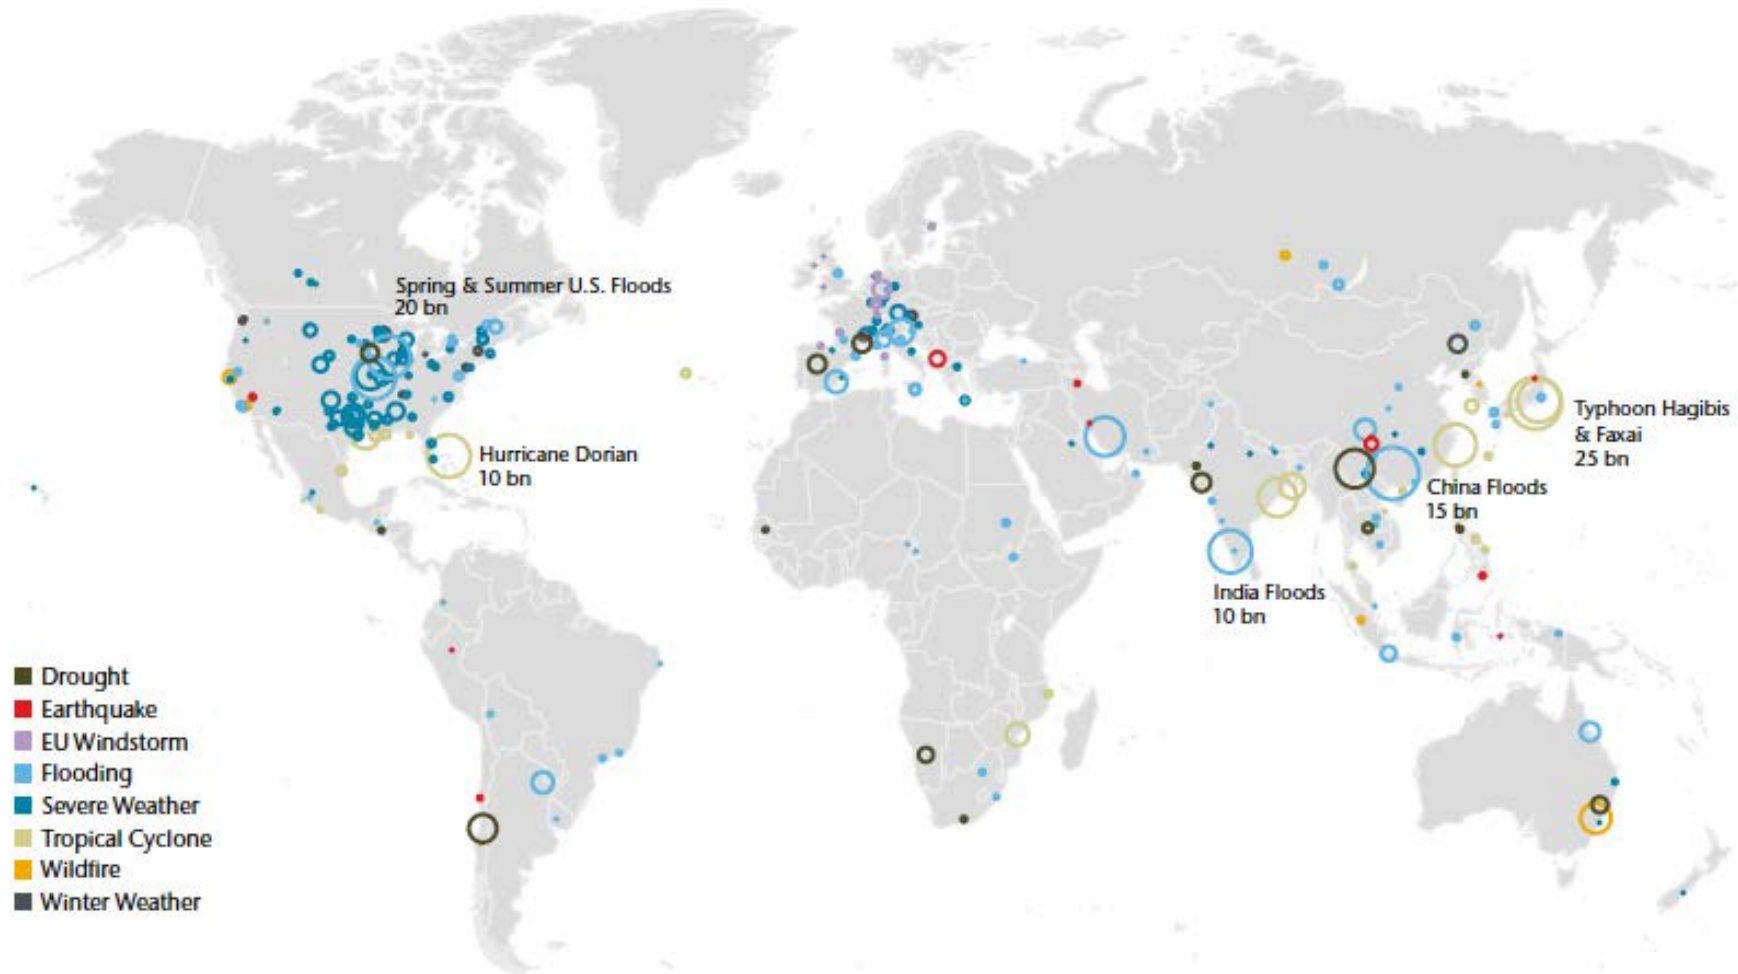 Spring & Summer U.S. Floods
20 bn
Hurricane Dorian
10 bn
Typhoon Hagibis
& Faxai
25 bn
China Floods
15 bn
India Floods
10 bn
Drought
Earthquake
EU Windstorm
Flooding
Severe Weather
Tropical Cyclone
Wildfire
Winter Weather